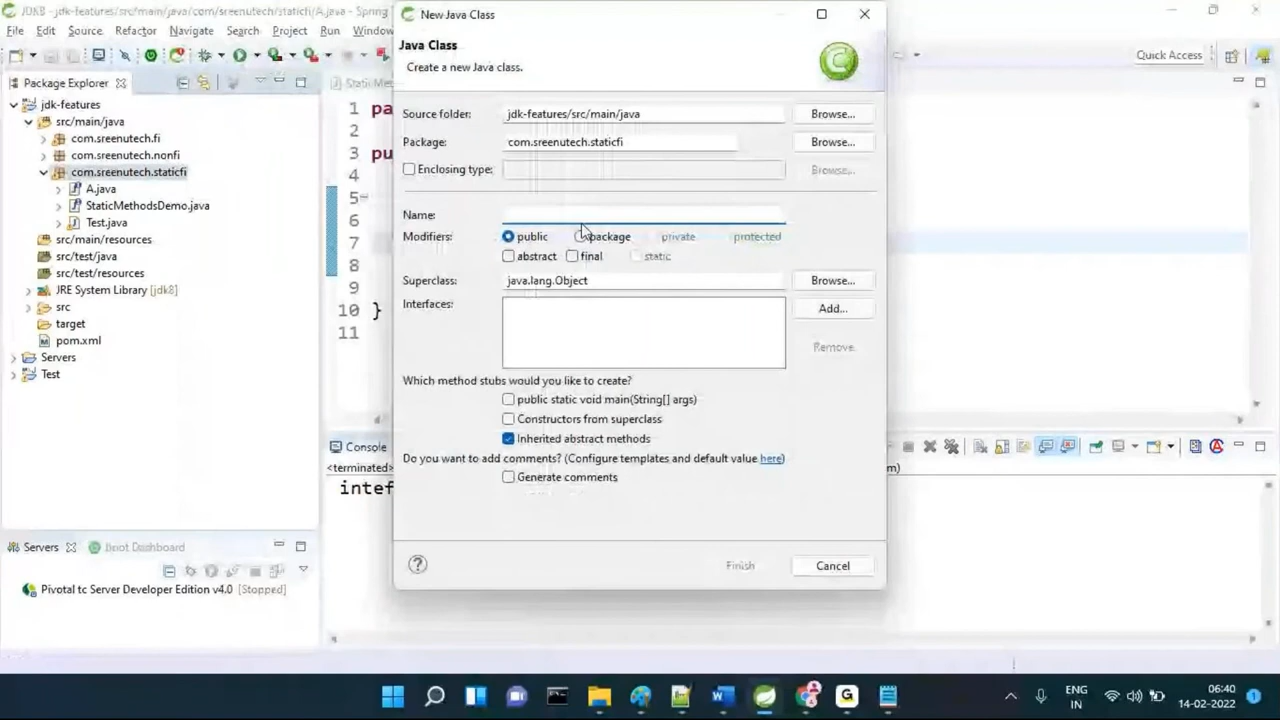 JDK8 - jdk-features/src/main/java/com/sreenutech/staticfi/A.java - Spring
New Java Class
File Edit Source Refactor Navigate Search Project Run Window
Java Class
Create a new Java class.
Quick Access
Package Explorer
Source folder: jdk-features/src/main/java Browse...
Package: com.sreenutech.staticfi Browse...
Enclosing type: Browse...
Name:
Modifiers: public package private protected
abstract final static
Superclass: java.lang.Object Browse...
Interfaces: Add...
Remove
Which method stubs would you like to create?
public static void main(String[] args)
Constructors from superclass
Inherited abstract methods
Do you want to add comments? (Configure templates and default value here)
Generate comments
? Finish Cancel
jdk-features
src/main/java
com.sreenutech.fi
com.sreenutech.nonfi
com.sreenutech.staticfi
A.java
StaticMethodsDemo.java
Test.java
src/main/resources
src/test/java
src/test/resources
JRE System Library [jdk8]
src
target
pom.xml
Servers
Test
StaticMe
1 pa
2
3 pu
4
5
6
7
8
9
10 }
11
Console
<terminated>
m)
intef
Servers Boot Dashboard
Pivotal tc Server Developer Edition v4.0 [Stopped]
ENG
IN
06:40
14-02-2022